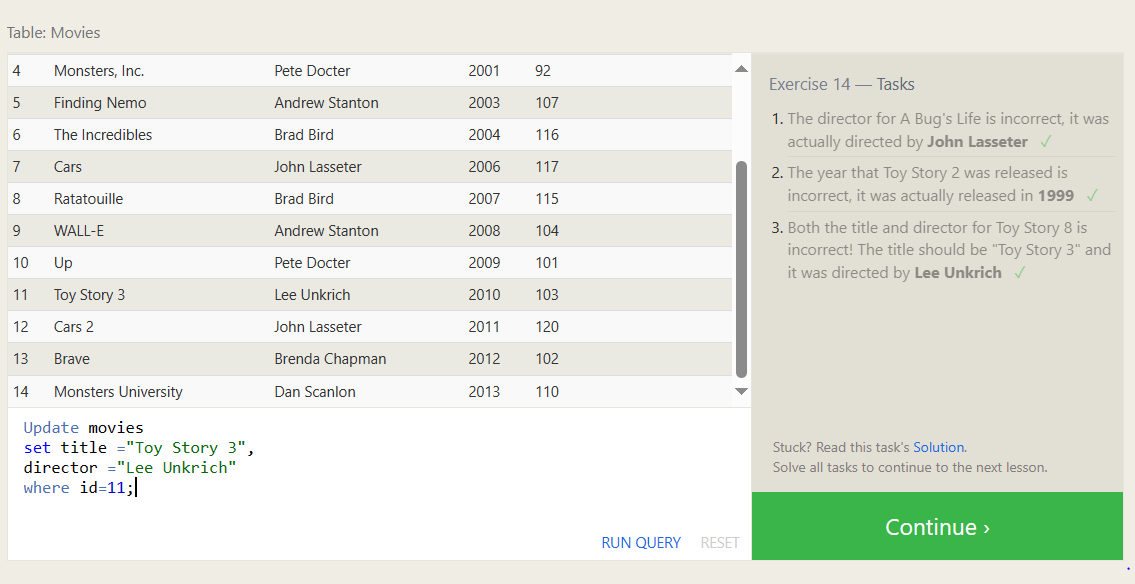 Table: Movies
4 Monsters, Inc. Pete Docter 2001 92
5 Finding Nemo Andrew Stanton 2003 107
6 The Incredibles Brad Bird 2004 116
7 Cars John Lasseter 2006 117
8 Ratatouille Brad Bird 2007 115
9 WALL-E Andrew Stanton 2008 104
10 Up Pete Docter 2009 101
11 Toy Story 3 Lee Unkrich 2010 103
12 Cars 2 John Lasseter 2011 120
13 Brave Brenda Chapman 2012 102
14 Monsters University Dan Scanlon 2013 110
Update movies
set title ="Toy Story 3",
director ="Lee Unkrich"
where id=11;
RUN QUERY RESET
Exercise 14 — Tasks
1. The director for A Bug's Life is incorrect, it was
actually directed by John Lasseter ✓
2. The year that Toy Story 2 was released is
incorrect, it was actually released in 1999 ✓
3. Both the title and director for Toy Story 8 is
incorrect! The title should be "Toy Story 3" and
it was directed by Lee Unkrich ✓
Stuck? Read this task's Solution.
Solve all tasks to continue to the next lesson.
Continue ›